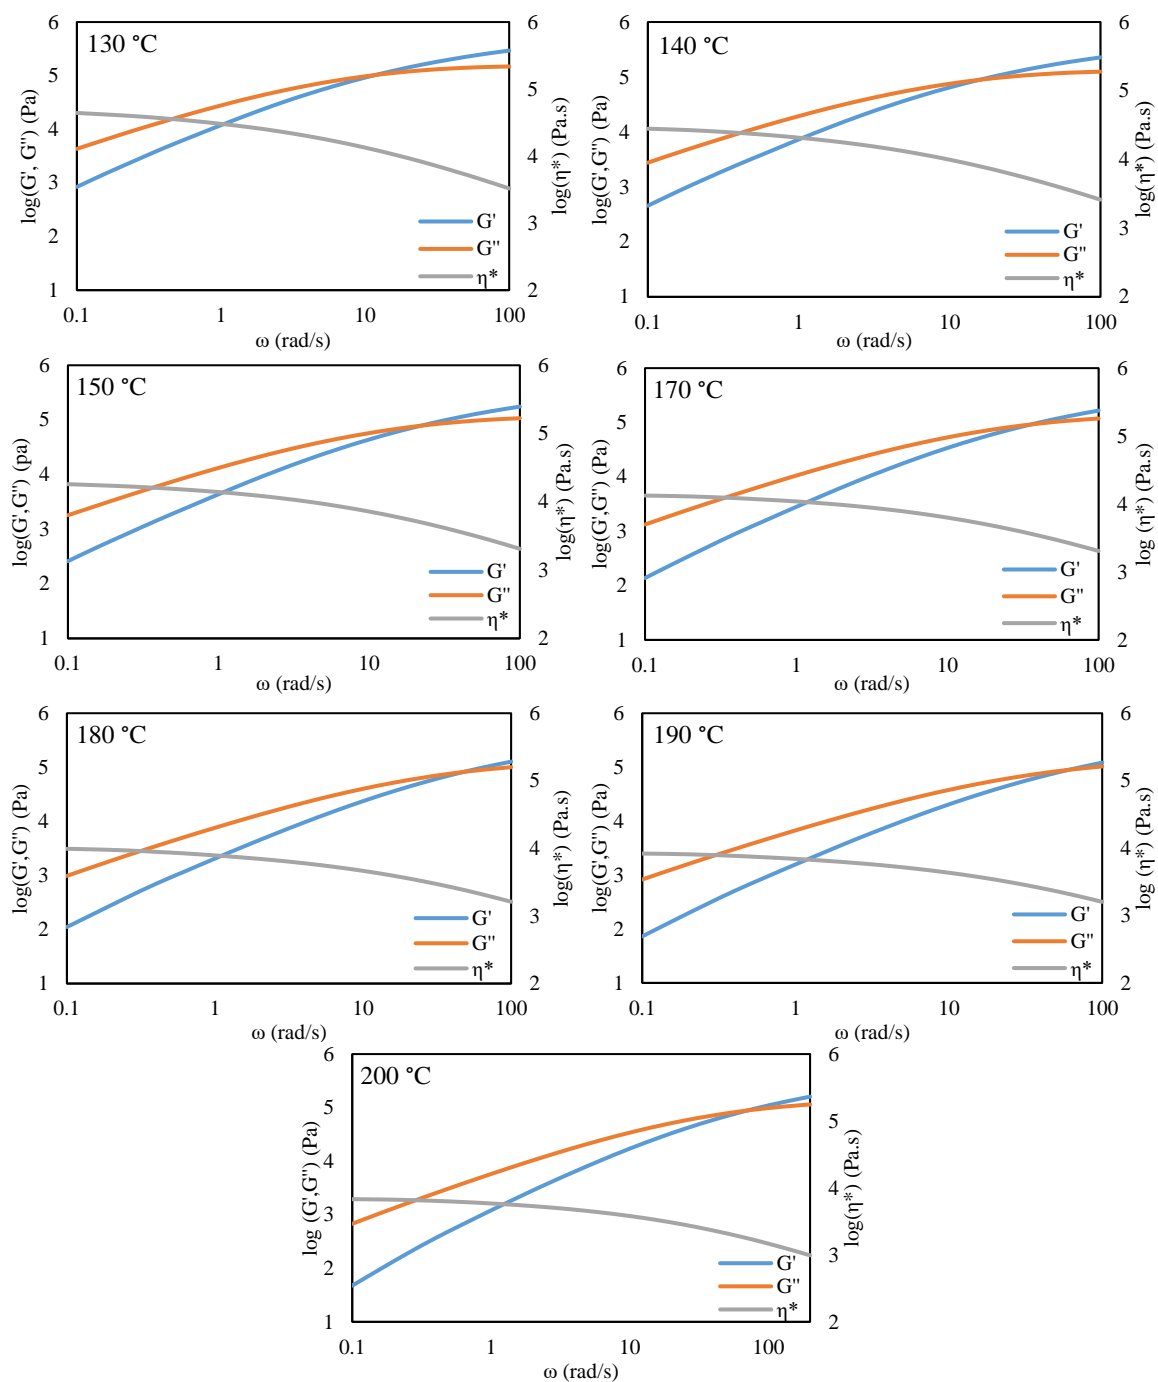 130 °C
log(G', G'') (Pa)
6
5
4
3
2
1
6
5
4
3
2
log(η*) (Pa.s)
G'
G''
η*
0.1
1
10
100
ω (rad/s)
140 °C
log(G',G'') (Pa)
6
5
4
3
2
1
6
5
4
3
2
log(η*) (Pa.s)
G'
G''
η*
0.1
1
10
100
ω (rad/s)
150 °C
log(G',G'') (pa)
6
5
4
3
2
1
6
5
4
3
2
log(η*) (Pa.s)
G'
G''
η*
0.1
1
10
100
ω (rad/s)
170 °C
log(G',G'') (Pa)
6
5
4
3
2
1
6
5
4
3
2
log (η*) (Pa.s)
G'
G''
η*
0.1
1
10
100
ω (rad/s)
180 °C
log(G',G'') (Pa)
6
5
4
3
2
1
6
5
4
3
2
log(η*) (Pa.s)
G'
G''
η*
0.1
1
10
100
ω (rad/s)
190 °C
log(G',G'') (Pa)
6
5
4
3
2
1
6
5
4
3
2
log (η*) (Pa.s)
G'
G''
η*
0.1
1
10
100
ω (rad/s)
200 °C
log (G',G'') (Pa)
6
5
4
3
2
1
6
5
4
3
2
log(η*) (Pa.s)
G'
G''
η*
0.1
1
10
100
ω (rad/s)